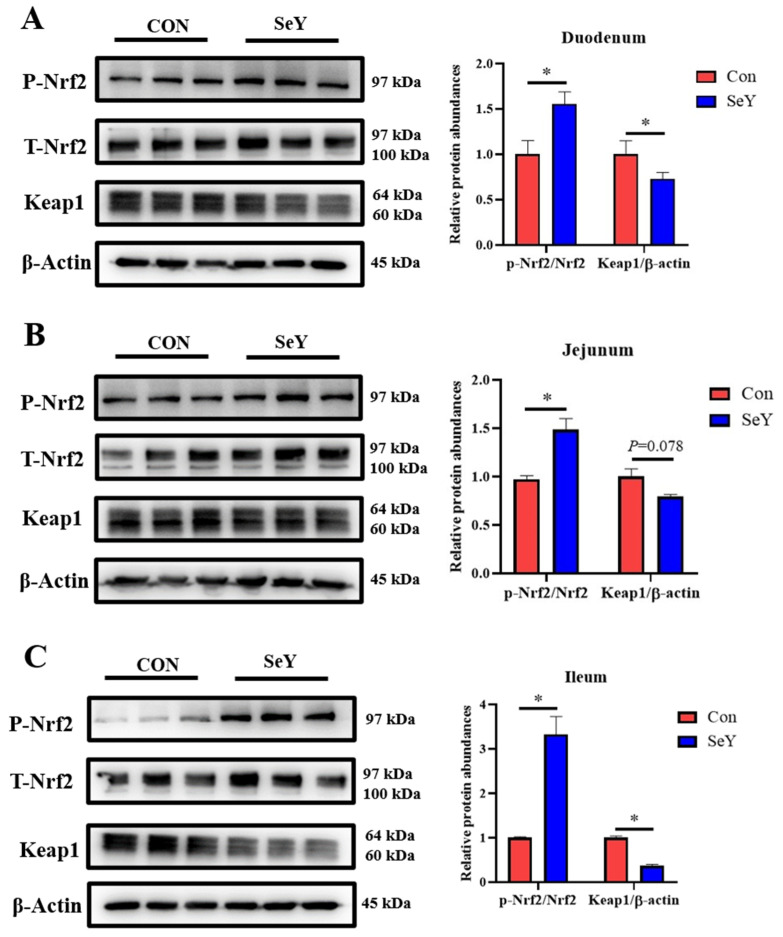 A
CON SeY
P-Nrf2 97 kDa
T-Nrf2 97 kDa
100 kDa
Keap1 64 kDa
60 kDa
β-Actin 45 kDa
Duodenum
Relative protein abundances
2.0
1.5
1.0
0.5
0.0
* *
p-Nrf2/Nrf2 Keap1/β-actin
Con
SeY
B
CON SeY
P-Nrf2 97 kDa
T-Nrf2 97 kDa
100 kDa
Keap1 64 kDa
60 kDa
β-Actin 45 kDa
Jejunum
Relative protein abundances
2.0
1.5
1.0
0.5
0.0
* P=0.078
p-Nrf2/Nrf2 Keap1/β-actin
Con
SeY
C
CON SeY
P-Nrf2 97 kDa
T-Nrf2 97 kDa
100 kDa
Keap1 64 kDa
60 kDa
β-Actin 45 kDa
Ileum
Relative protein abundances
4
3
2
1
0
* *
p-Nrf2/Nrf2 Keap1/β-actin
Con
SeY